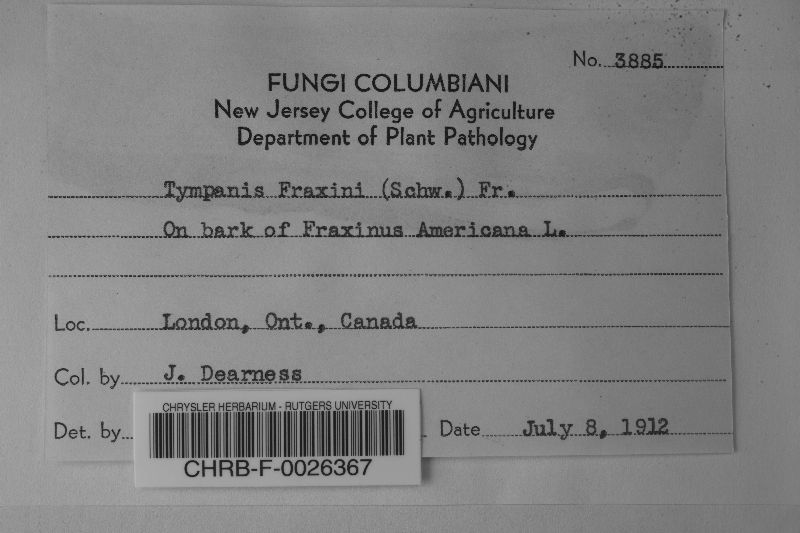 No. 3885
FUNGI COLUMBIANI
New Jersey College of Agriculture
Department of Plant Pathology
Tympanis Fraxini (Schw.) Fr.
On bark of Fraxinus Americana L.
Loc. London, Ont., Canada
Col. by J. Dearness
Det. by Date July 8, 1912
CHRYSLER HERBARIUM - RUTGERS UNIVERSITY
CHRB-F-0026367